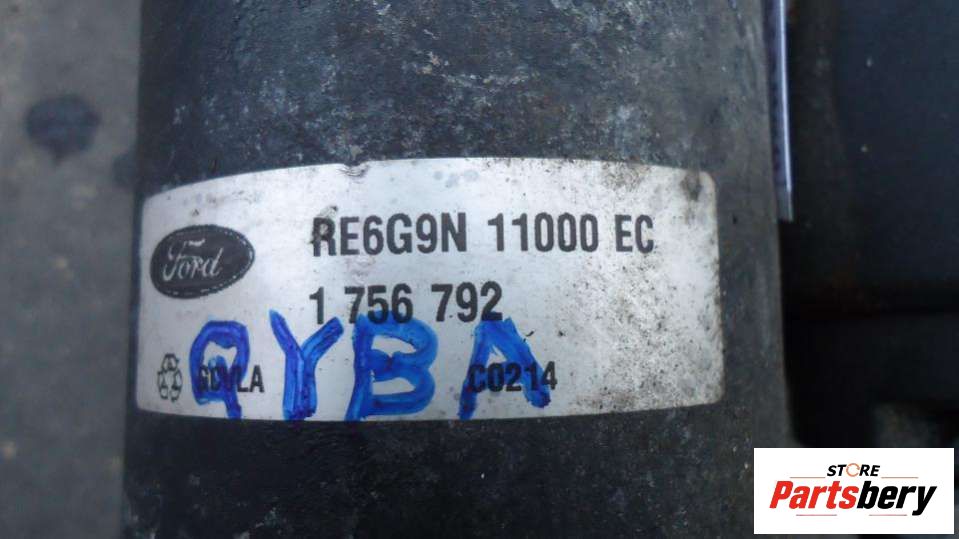 Ford
RE6G9N 11000 EC
1 756 792
QYBA
C0214
STORE
Partsbery